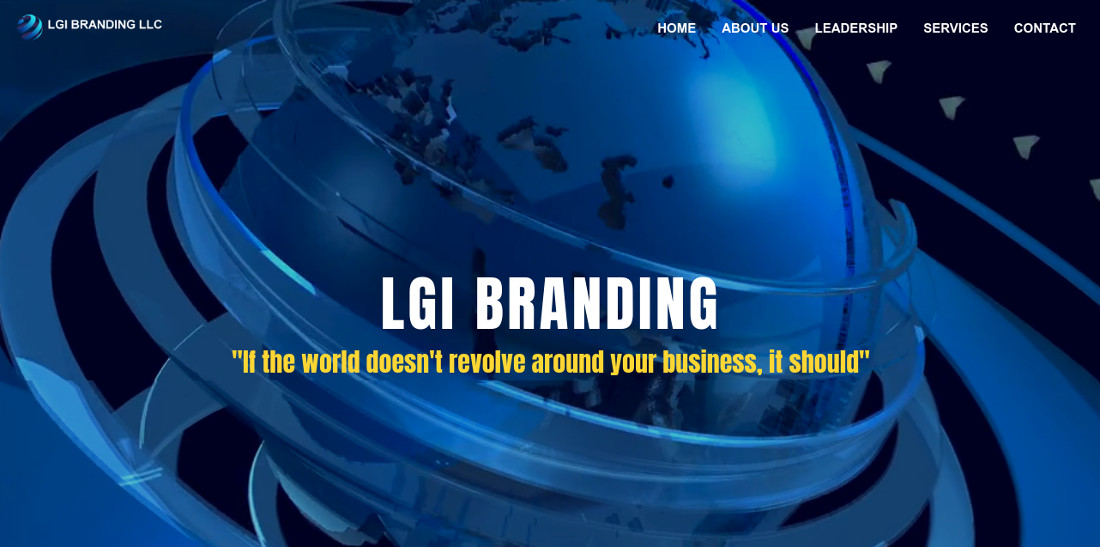 LGI BRANDING LLC
HOME ABOUT US LEADERSHIP SERVICES CONTACT
LGI BRANDING
"If the world doesn't revolve around your business, it should"